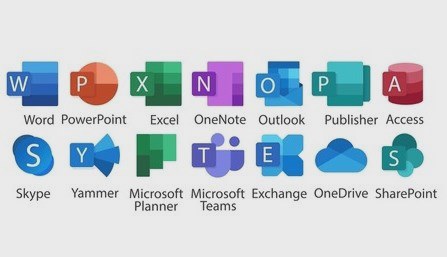 W P X N O P A
Word PowerPoint Excel OneNote Outlook Publisher Access
S Y T E S
Skype Yammer Microsoft Planner Microsoft Teams Exchange OneDrive SharePoint